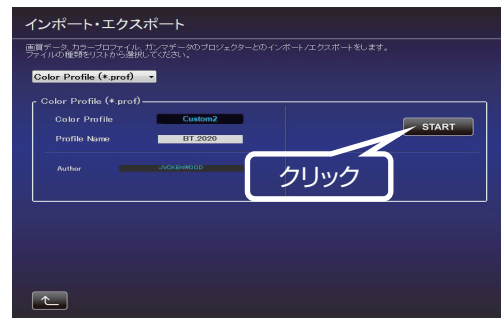 インポート・エクスポート
画質データ、カラープロファイル、ガンマデータのプロジェクターとのインポート/エクスポートをします。
ファイルの種類をリストから選択してください。
Color Profile (*.prof)
Color Profile (*.prof)
Color Profile Custom2
START
Profile Name BT.2020
Author JVCKENWOOD
クリック